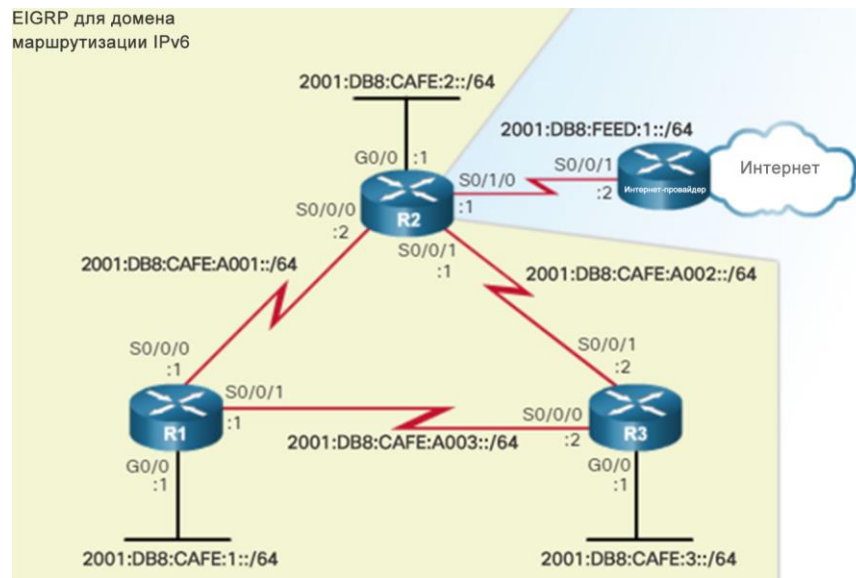 EIGRP для домена
маршрутизации IPv6
2001:DB8:CAFE:2::/64
2001:DB8:FEED:1::/64
G0/0 :1
S0/0/1
Интернет
S0/1/0
Интернет-провайдер
:2
:1
S0/0/0
:2
R2
S0/0/1
:1
2001:DB8:CAFE:A001::/64
2001:DB8:CAFE:A002::/64
S0/0/0
:1
S0/0/1
:2
S0/0/1
:1
S0/0/0
:2
R1
R3
2001:DB8:CAFE:A003::/64
G0/0
:1
G0/0
:1
2001:DB8:CAFE:1::/64
2001:DB8:CAFE:3::/64